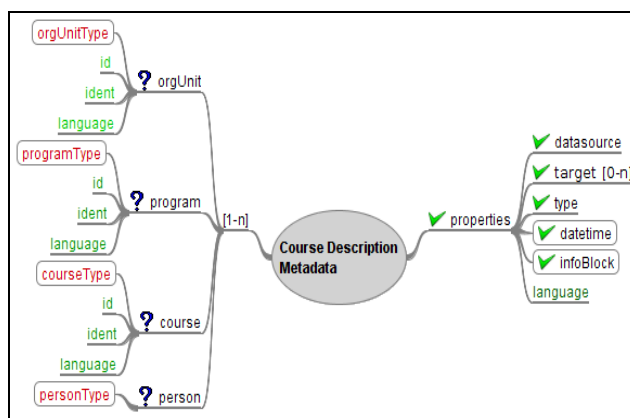 orgUnitType
id
? orgUnit
ident
language
programType
id
? program
ident
language
[1-n]
courseType
id
? course
ident
language
personType
? person
Course Description
Metadata
properties
datasource
target [0-n]
type
datetime
infoBlock
language